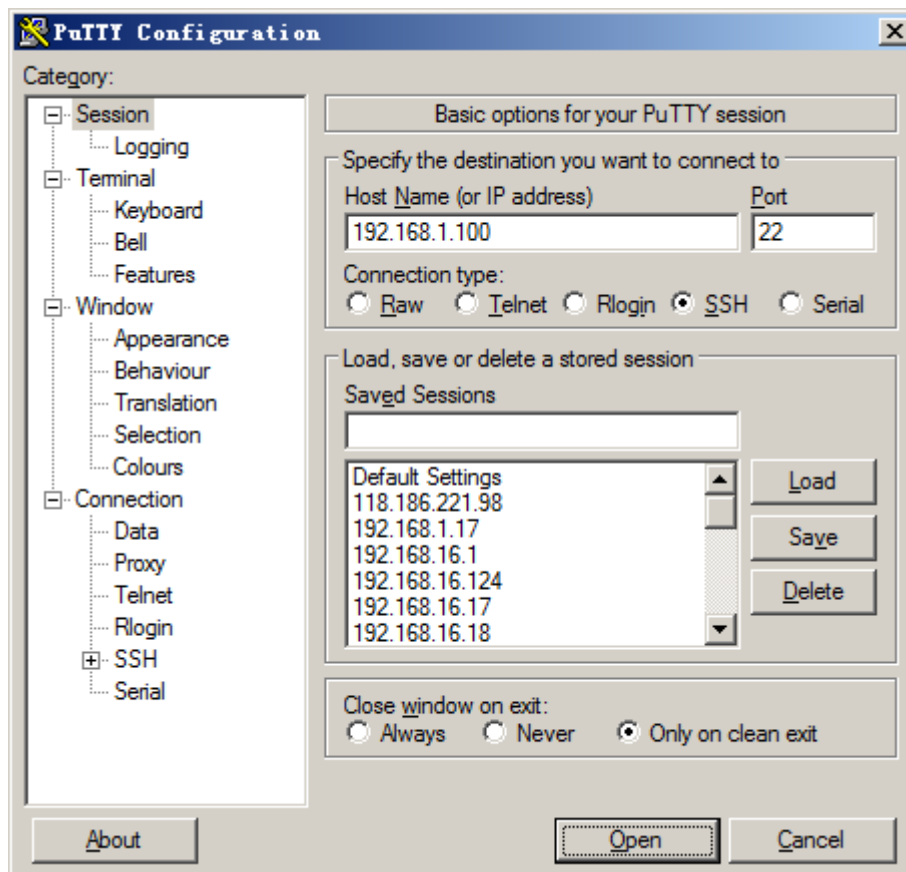 PuTTY Configuration
Category:
Session
Logging
Terminal
Keyboard
Bell
Features
Window
Appearance
Behaviour
Translation
Selection
Colours
Connection
Data
Proxy
Telnet
Rlogin
SSH
Serial
Basic options for your PuTTY session
Specify the destination you want to connect to
Host Name (or IP address) Port
192.168.1.100 22
Connection type:
Raw Telnet Rlogin SSH Serial
Load, save or delete a stored session
Saved Sessions
Default Settings
118.186.221.98
192.168.1.17
192.168.16.1
192.168.16.124
192.168.16.17
192.168.16.18
Load
Save
Delete
Close window on exit:
Always Never Only on clean exit
About Open Cancel